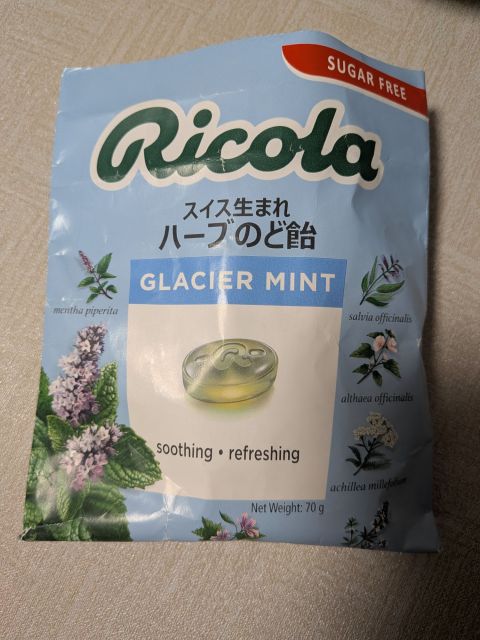 SUGAR FREE
Ricola
スイス生まれ
ハーブのど飴
GLACIER MINT
mentha piperita
salvia officinalis
althaea officinalis
soothing • refreshing
achillea millefolium
Net Weight: 70 g